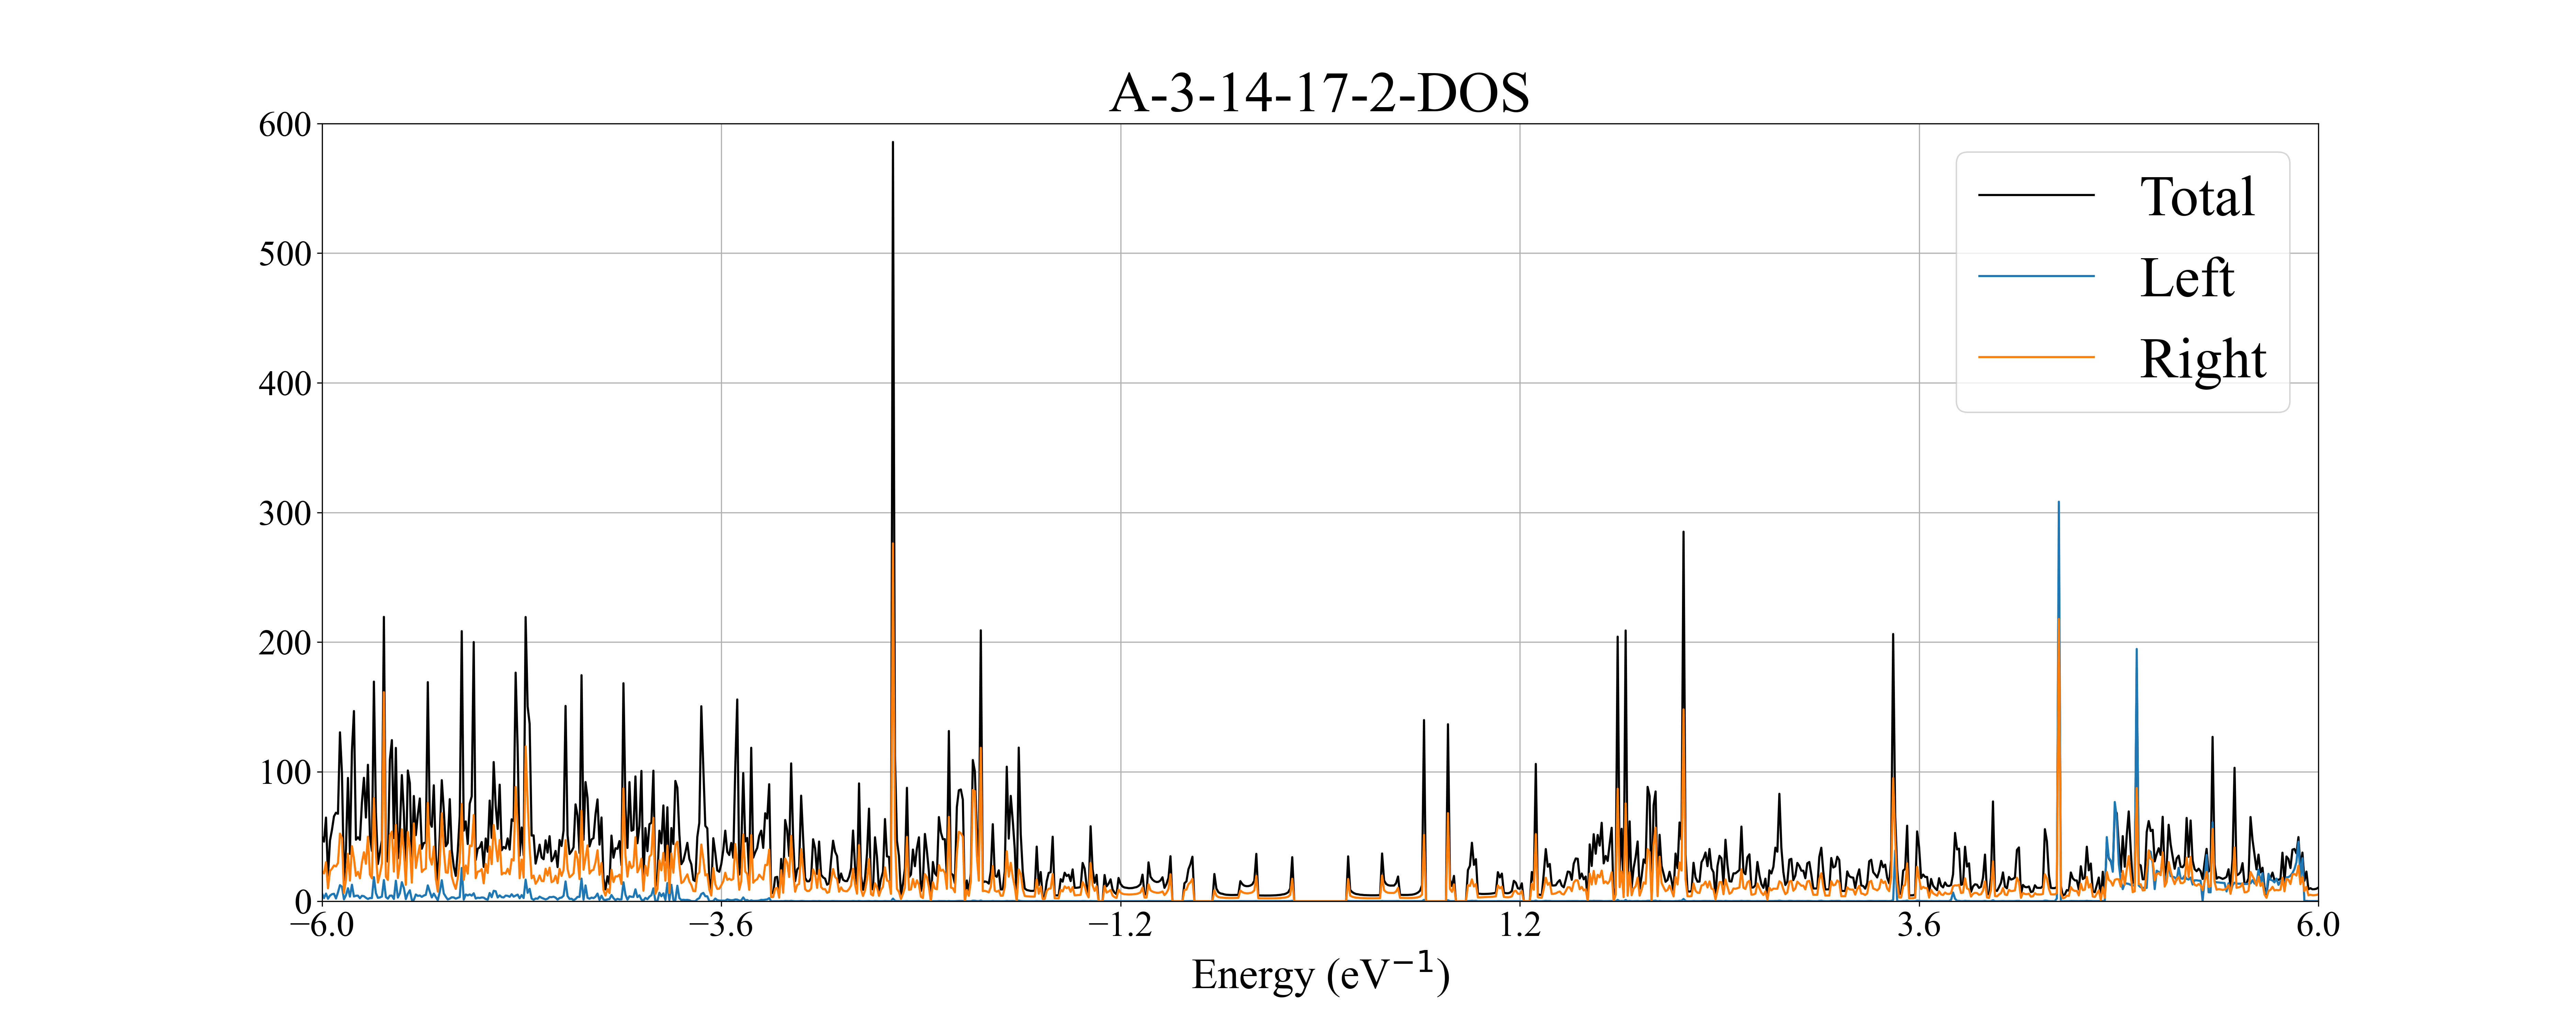 A-3-14-17-2-DOS
600
500
400
300
200
100
0
Total
Left
Right
−6.0
−3.6
−1.2
1.2
3.6
6.0
Energy (eV⁻¹)